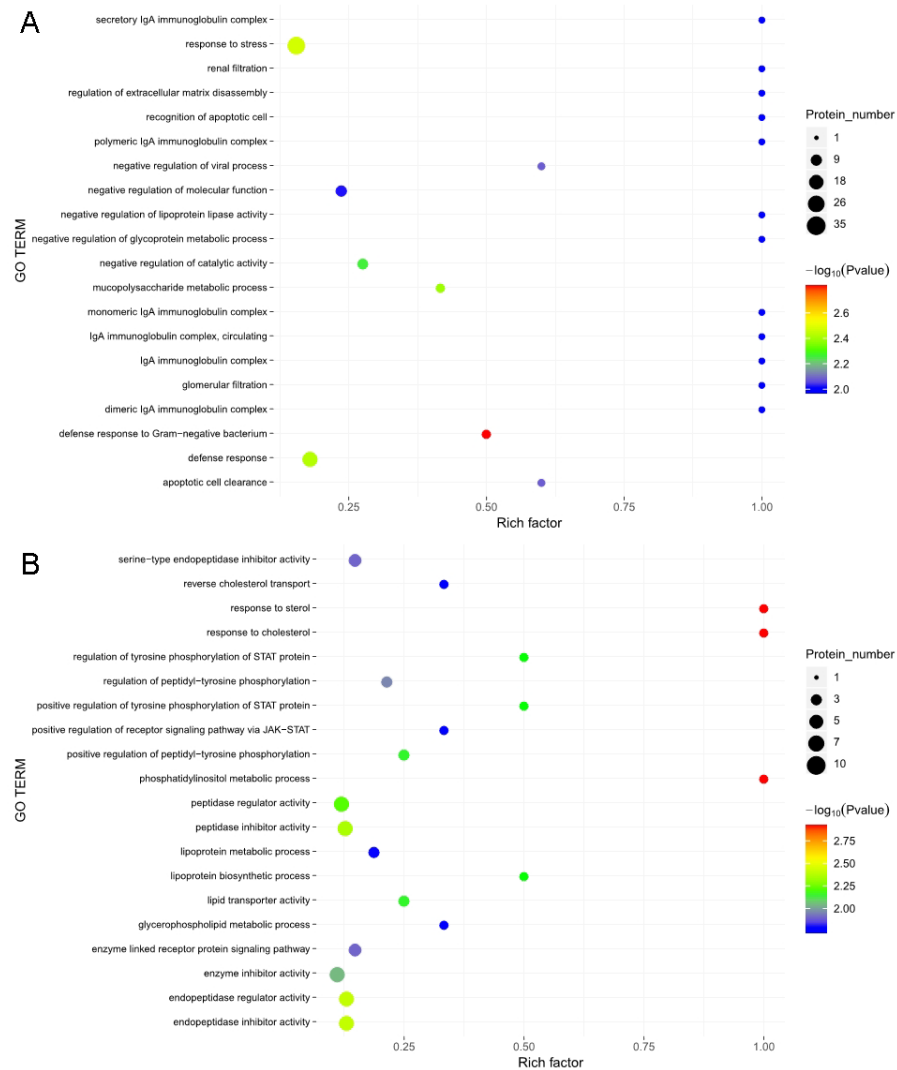 A
secretory IgA immunoglobulin complex
response to stress
renal filtration
regulation of extracellular matrix disassembly
recognition of apoptotic cell
polymeric IgA immunoglobulin complex
negative regulation of viral process
negative regulation of molecular function
negative regulation of lipoprotein lipase activity
negative regulation of glycoprotein metabolic process
negative regulation of catalytic activity
mucopolysaccharide metabolic process
monomeric IgA immunoglobulin complex
IgA immunoglobulin complex, circulating
IgA immunoglobulin complex
glomerular filtration
dimeric IgA immunoglobulin complex
defense response to Gram−negative bacterium
defense response
apoptotic cell clearance
GO TERM
0.25 0.50 0.75 1.00
Rich factor
Protein_number
1
9
18
26
35
−log₁₀(Pvalue)
2.6
2.4
2.2
2.0
B
serine−type endopeptidase inhibitor activity
reverse cholesterol transport
response to sterol
response to cholesterol
regulation of tyrosine phosphorylation of STAT protein
regulation of peptidyl−tyrosine phosphorylation
positive regulation of tyrosine phosphorylation of STAT protein
positive regulation of receptor signaling pathway via JAK−STAT
positive regulation of peptidyl−tyrosine phosphorylation
phosphatidylinositol metabolic process
peptidase regulator activity
peptidase inhibitor activity
lipoprotein metabolic process
lipoprotein biosynthetic process
lipid transporter activity
glycerophospholipid metabolic process
enzyme linked receptor protein signaling pathway
enzyme inhibitor activity
endopeptidase regulator activity
endopeptidase inhibitor activity
GO TERM
0.25 0.50 0.75 1.00
Rich factor
Protein_number
1
3
5
7
10
−log₁₀(Pvalue)
2.75
2.50
2.25
2.00